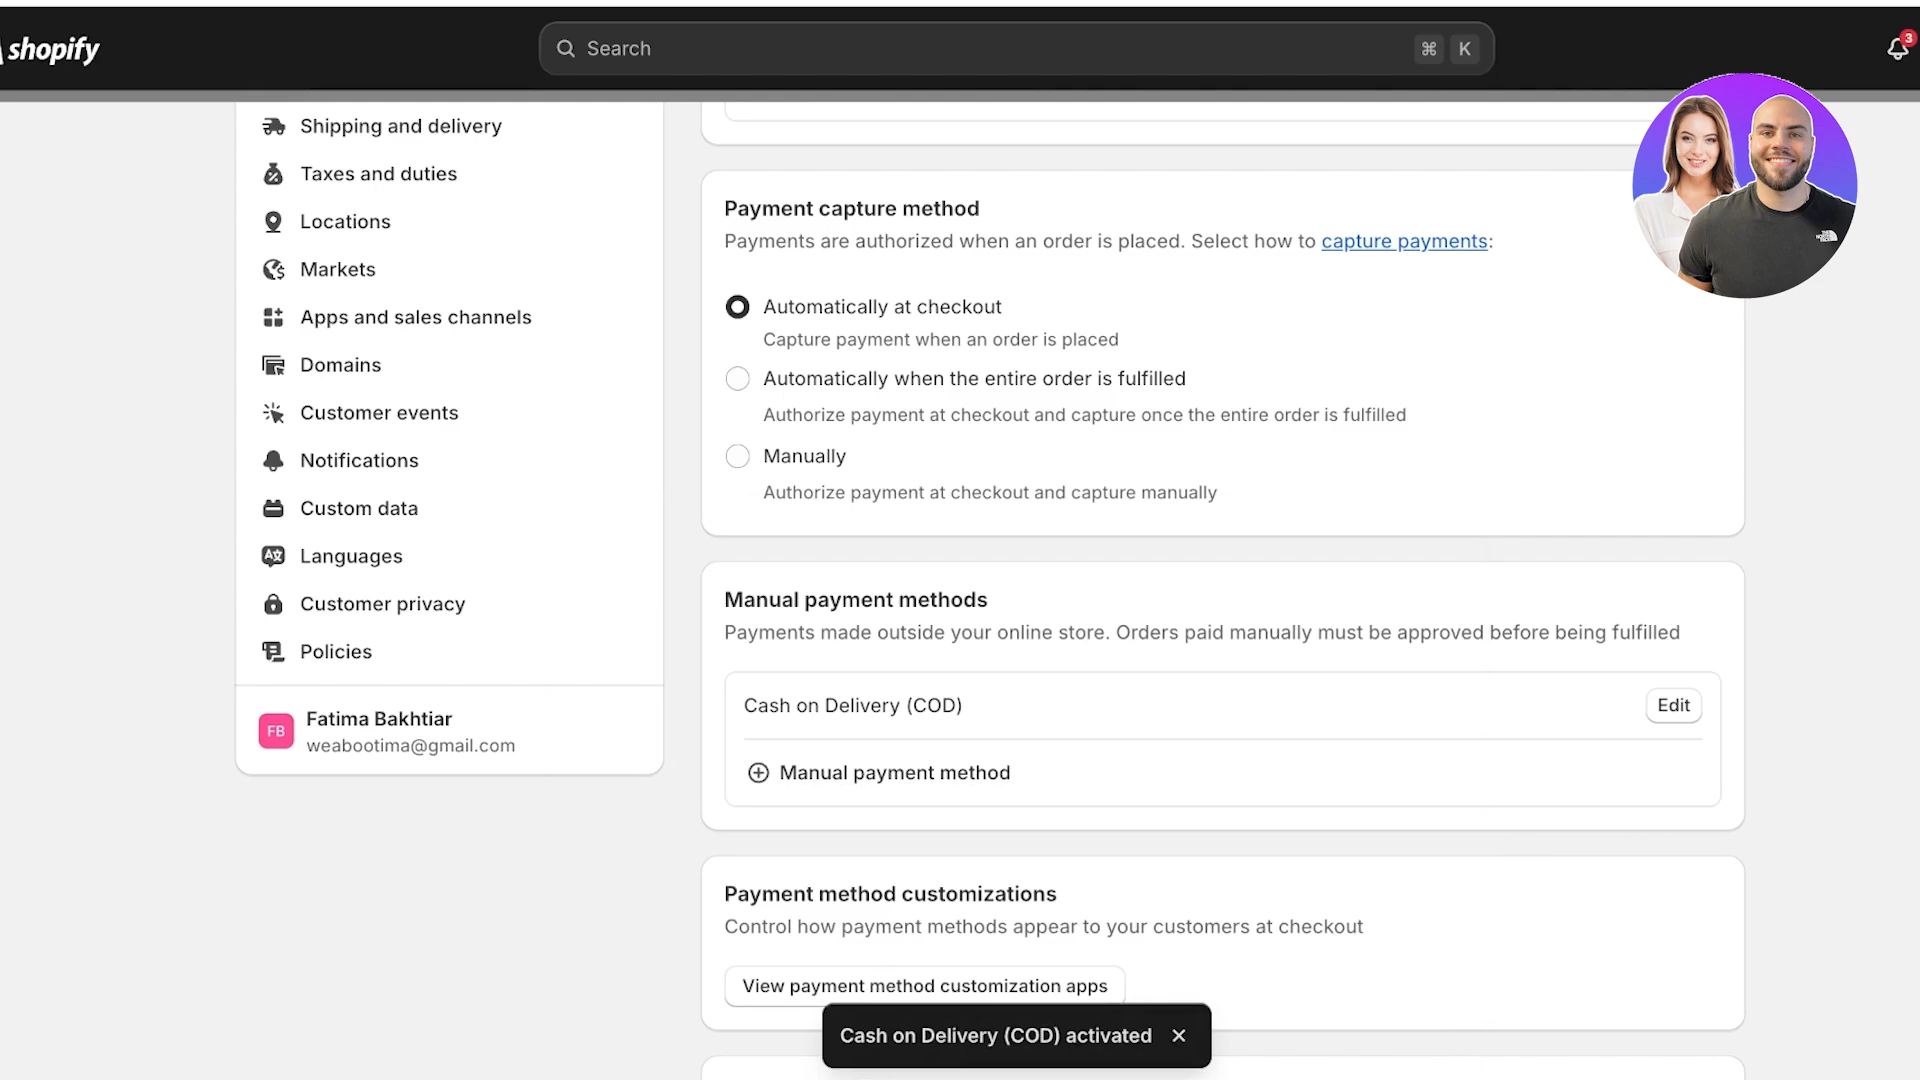 shopify
Search
⌘ K
3
Shipping and delivery
Taxes and duties
Locations
Markets
Apps and sales channels
Domains
Customer events
Notifications
Custom data
Languages
Customer privacy
Policies
FB
Fatima Bakhtiar
weabootima@gmail.com
Payment capture method
Payments are authorized when an order is placed. Select how to capture payments:
Automatically at checkout
Capture payment when an order is placed
Automatically when the entire order is fulfilled
Authorize payment at checkout and capture once the entire order is fulfilled
Manually
Authorize payment at checkout and capture manually
Manual payment methods
Payments made outside your online store. Orders paid manually must be approved before being fulfilled
Cash on Delivery (COD)
Edit
Manual payment method
Payment method customizations
Control how payment methods appear to your customers at checkout
View payment method customization apps
Cash on Delivery (COD) activated